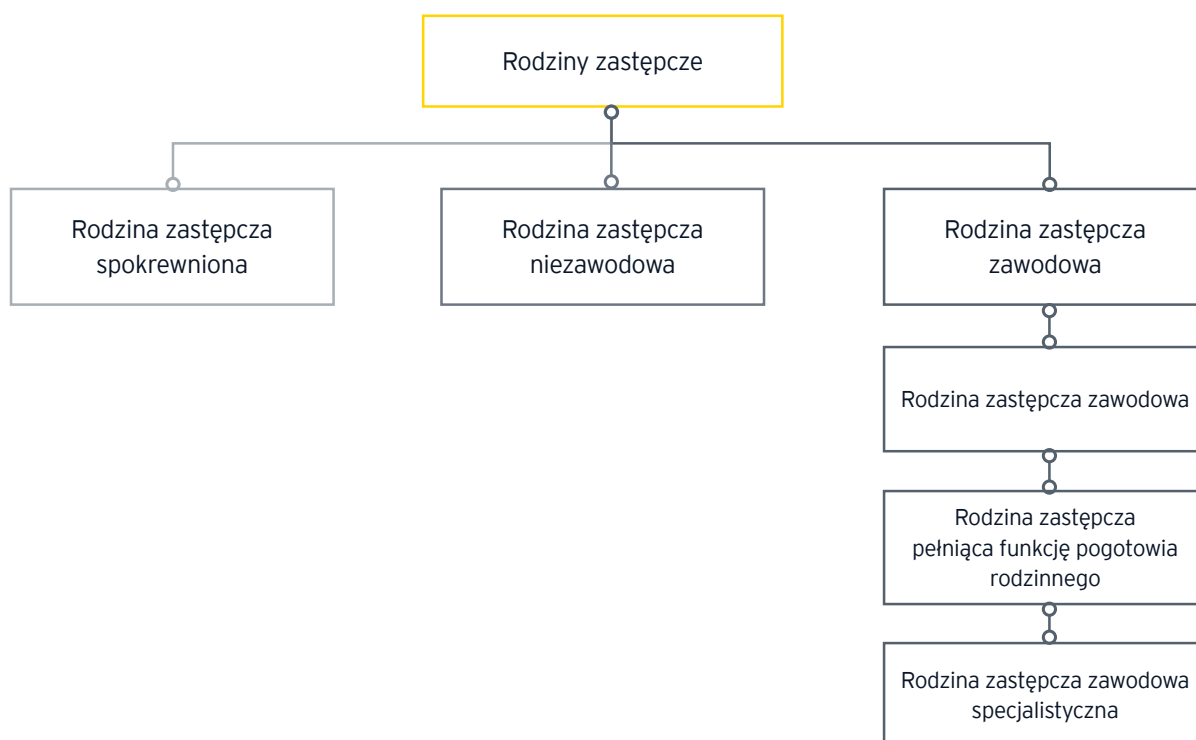 Rodziny zastępcze
Rodzina zastępcza
spokrewniona
Rodzina zastępcza
niezawodowa
Rodzina zastępcza
zawodowa
Rodzina zastępcza zawodowa
Rodzina zastępcza
pełniąca funkcję pogotowia
rodzinnego
Rodzina zastępcza zawodowa
specjalistyczna